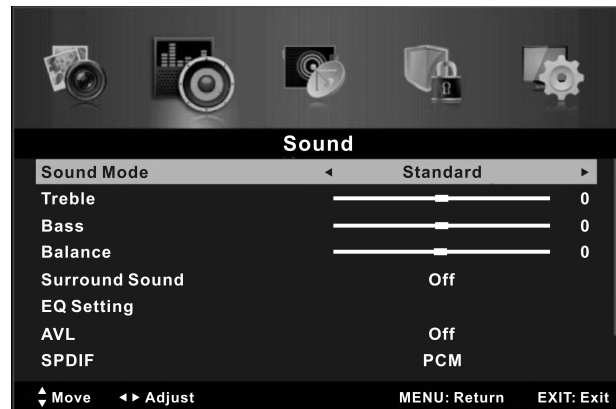 Sound
Sound Mode ◄ Standard ►
Treble 0
Bass 0
Balance 0
Surround Sound Off
EQ Setting
AVL Off
SPDIF PCM
Move ◄► Adjust MENU: Return EXIT: Exit